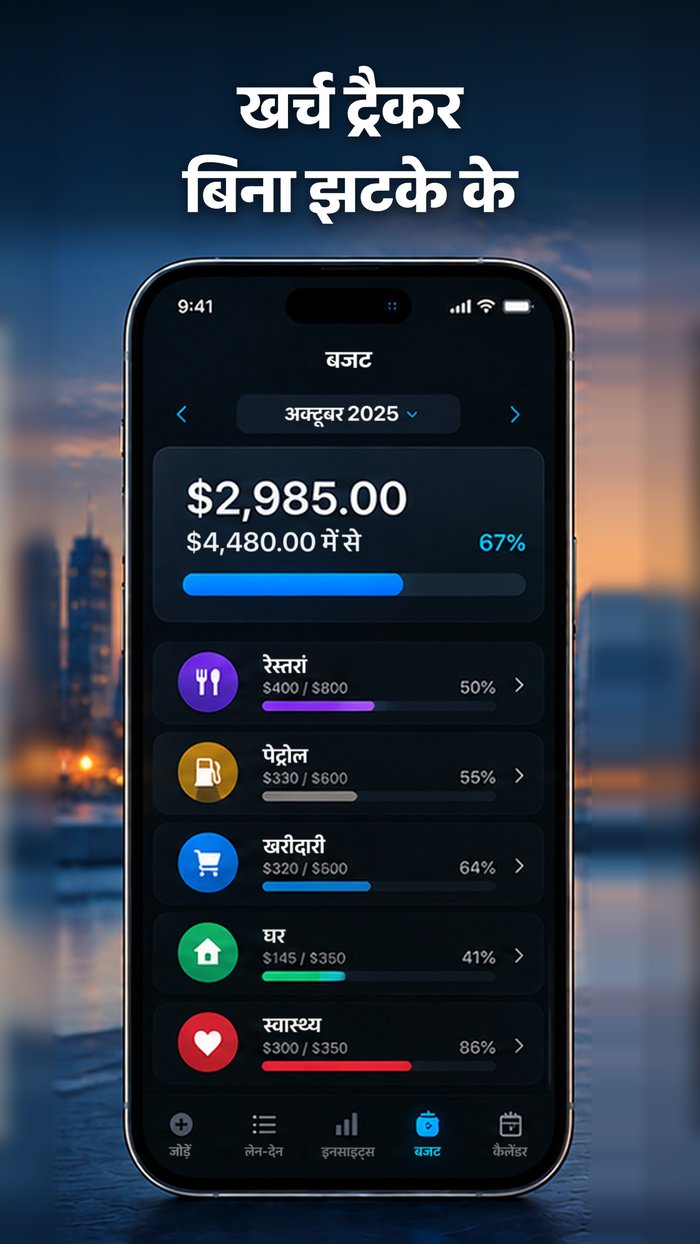 खर्च ट्रैकर
बिना झटके के
9:41
बजट
अक्टूबर 2025
$2,985.00
$4,480.00 में से
67%
रेस्तरां
$400 / $800
50%
पेट्रोल
$330 / $600
55%
खरीदारी
$320 / $500
64%
घर
$145 / $350
41%
स्वास्थ्य
$300 / $350
86%
जोड़ें
लेन-देन
इनसाइट्स
बजट
कैलेंडर